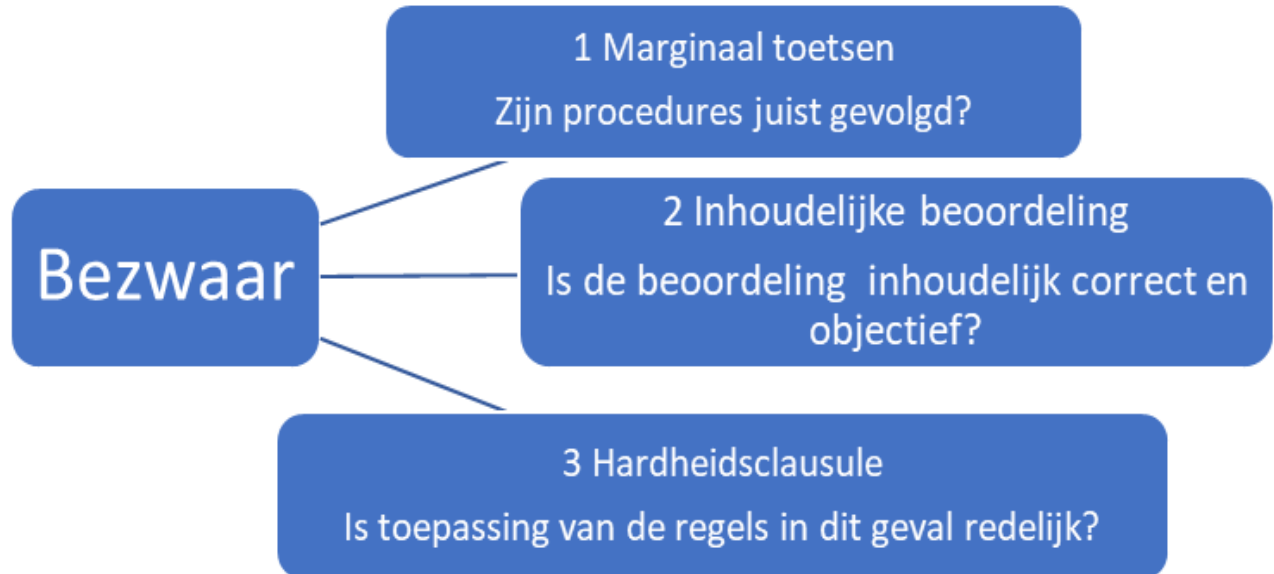 1 Marginaal toetsen
Zijn procedures juist gevolgd?
Bezwaar
2 Inhoudelijke beoordeling
Is de beoordeling inhoudelijk correct en
objectief?
3 Hardheidsclausule
Is toepassing van de regels in dit geval redelijk?